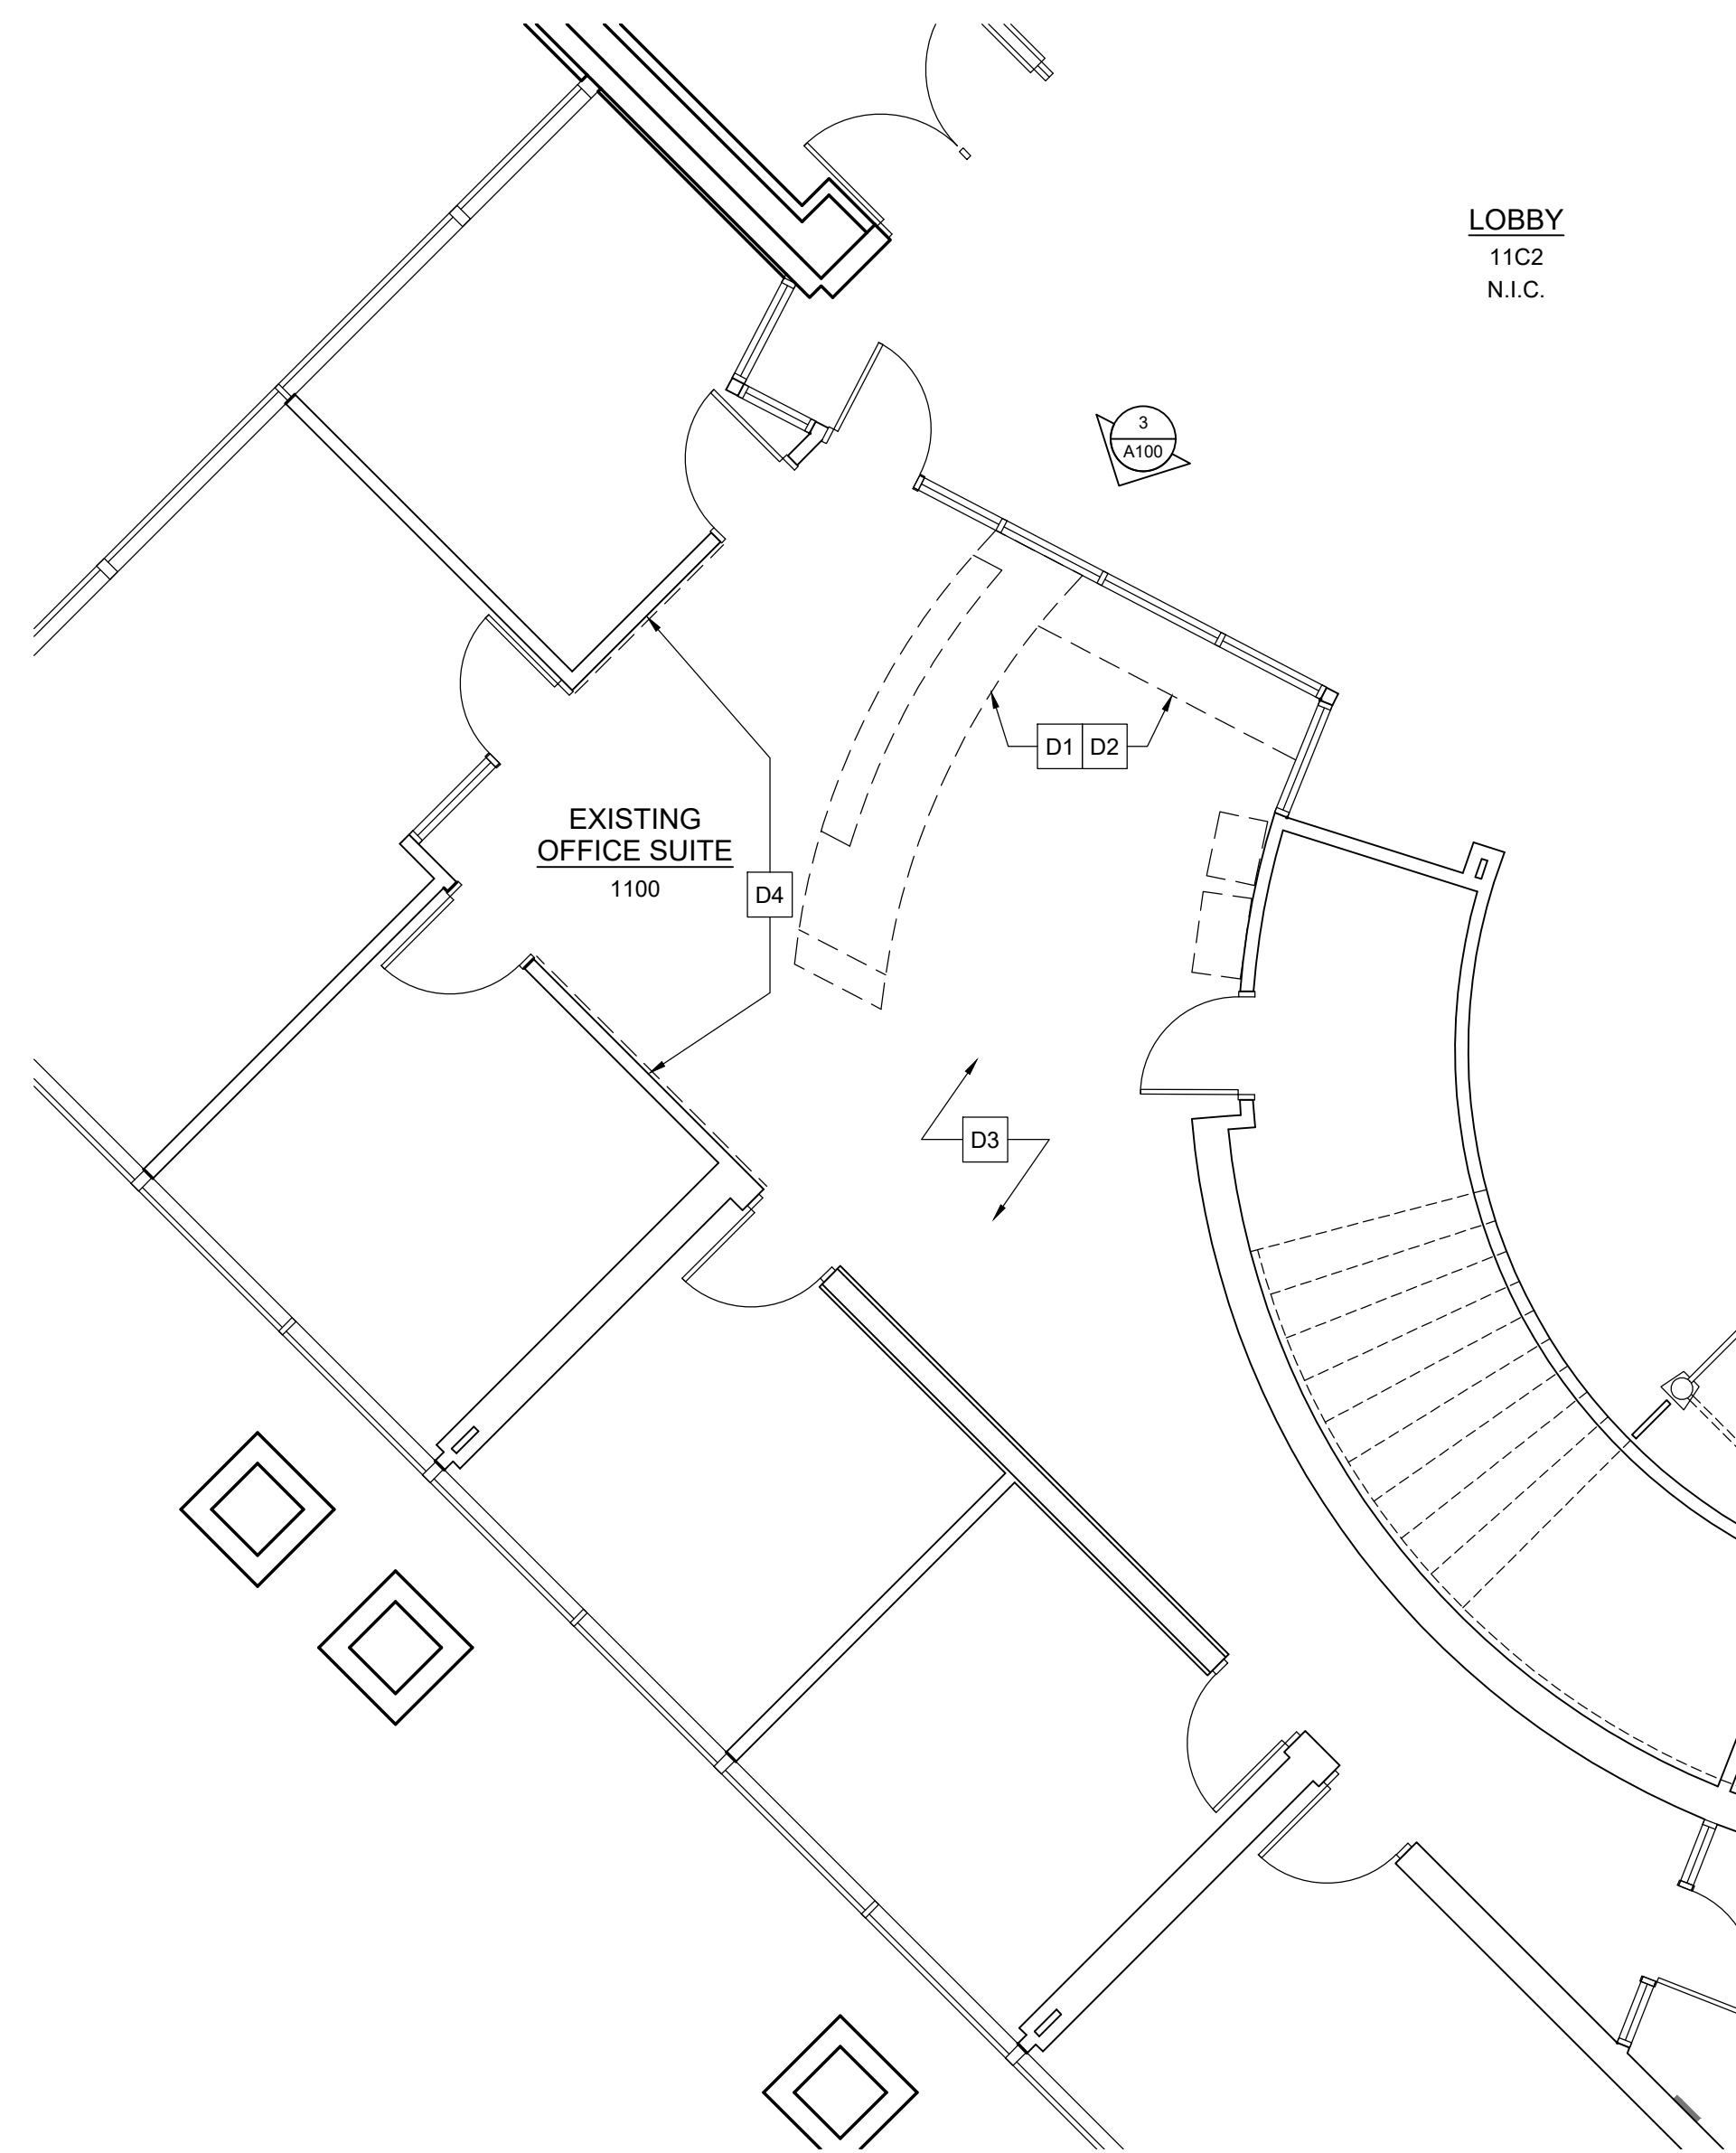 LOBBY
11C2
N.I.C.
3
A100
D1 D2
EXISTING
OFFICE SUITE
1100
D4
D3